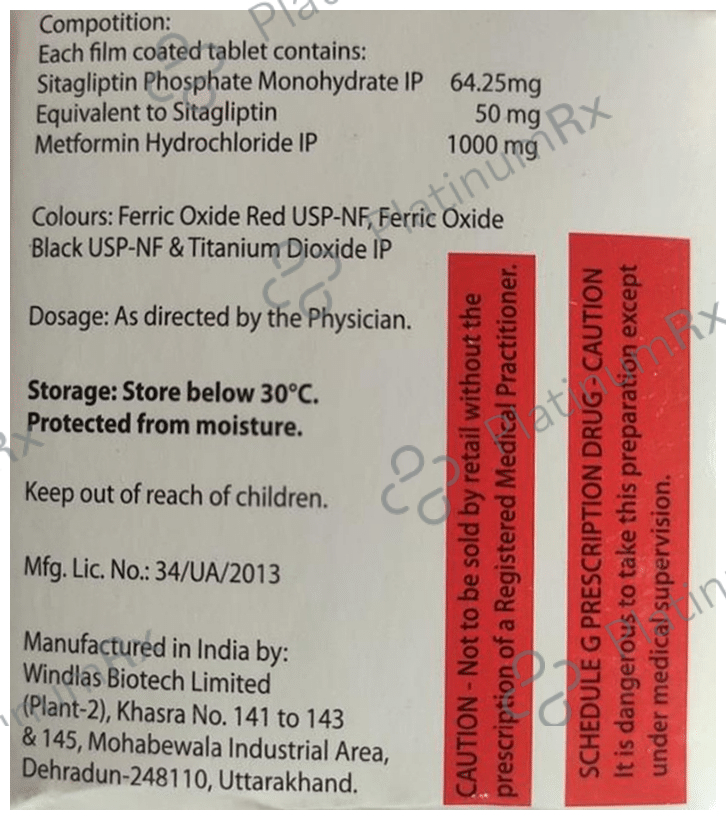 Compotition:
Each film coated tablet contains:
Sitagliptin Phosphate Monohydrate IP 64.25mg
Equivalent to Sitagliptin 50 mg
Metformin Hydrochloride IP 1000 mg
Colours: Ferric Oxide Red USP-NF, Ferric Oxide
Black USP-NF & Titanium Dioxide IP
Dosage: As directed by the Physician.
Storage: Store below 30°C.
Protected from moisture.
Keep out of reach of children.
Mfg. Lic. No.: 34/UA/2013
Manufactured in India by:
Windlas Biotech Limited
(Plant-2), Khasra No. 141 to 143
& 145, Mohabewala Industrial Area,
Dehradun-248110, Uttarakhand.
CAUTION - Not to be sold by retail without the
prescription of a Registered Medical Practitioner.
SCHEDULE G PRESCRIPTION DRUG: CAUTION
It is dangerous to take this preparation except
under medical supervision.
PlatinumRx
PlatinumRx